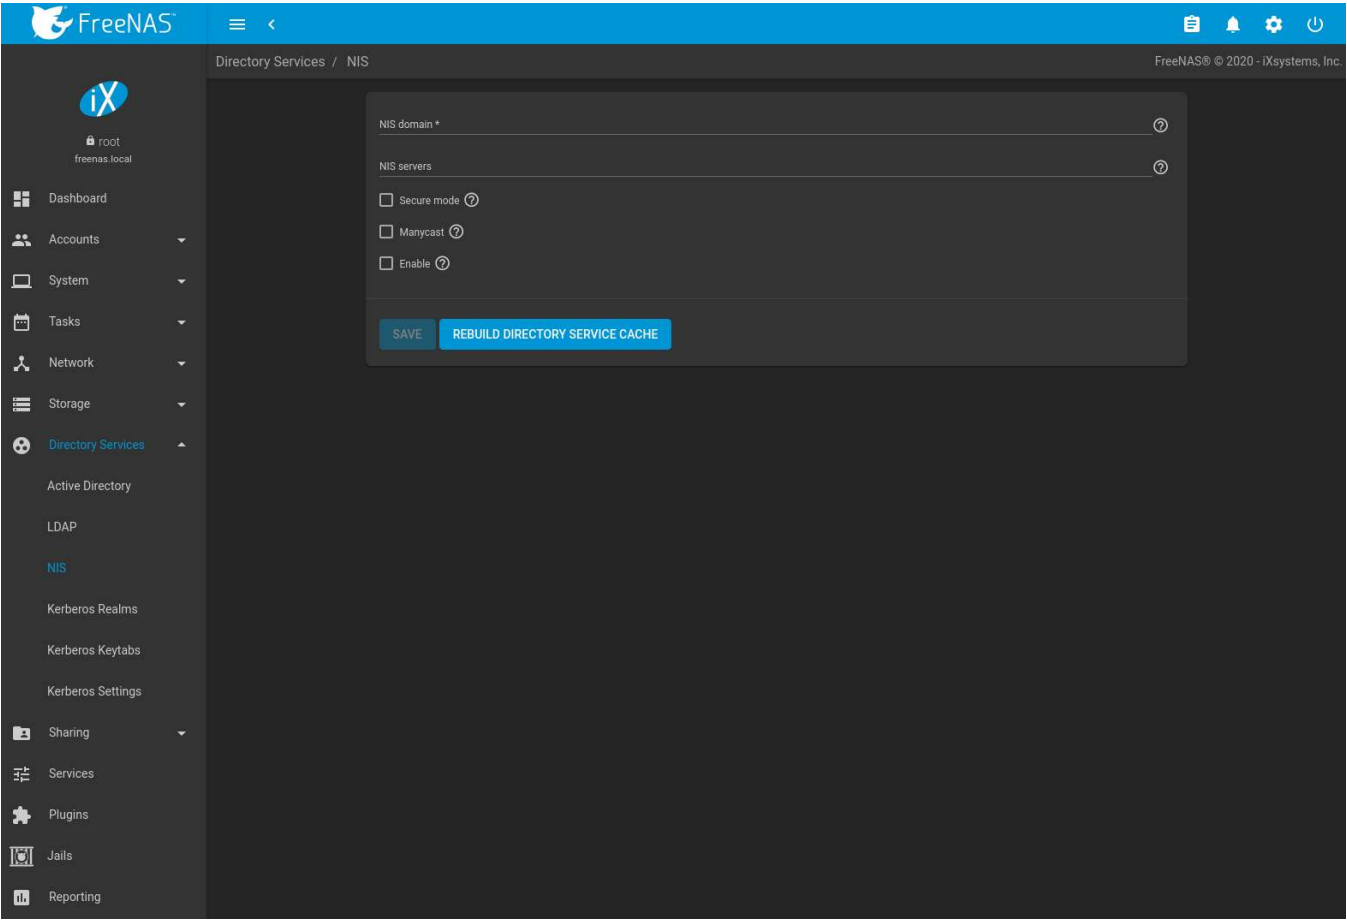 FreeNAS™
Directory Services / NIS
FreeNAS® © 2020 - iXsystems, Inc.
iX
root
freenas.local
Dashboard
Accounts
System
Tasks
Network
Storage
Directory Services
Active Directory
LDAP
NIS
Kerberos Realms
Kerberos Keytabs
Kerberos Settings
Sharing
Services
Plugins
Jails
Reporting
NIS domain *
NIS servers
Secure mode
Manycast
Enable
SAVE REBUILD DIRECTORY SERVICE CACHE